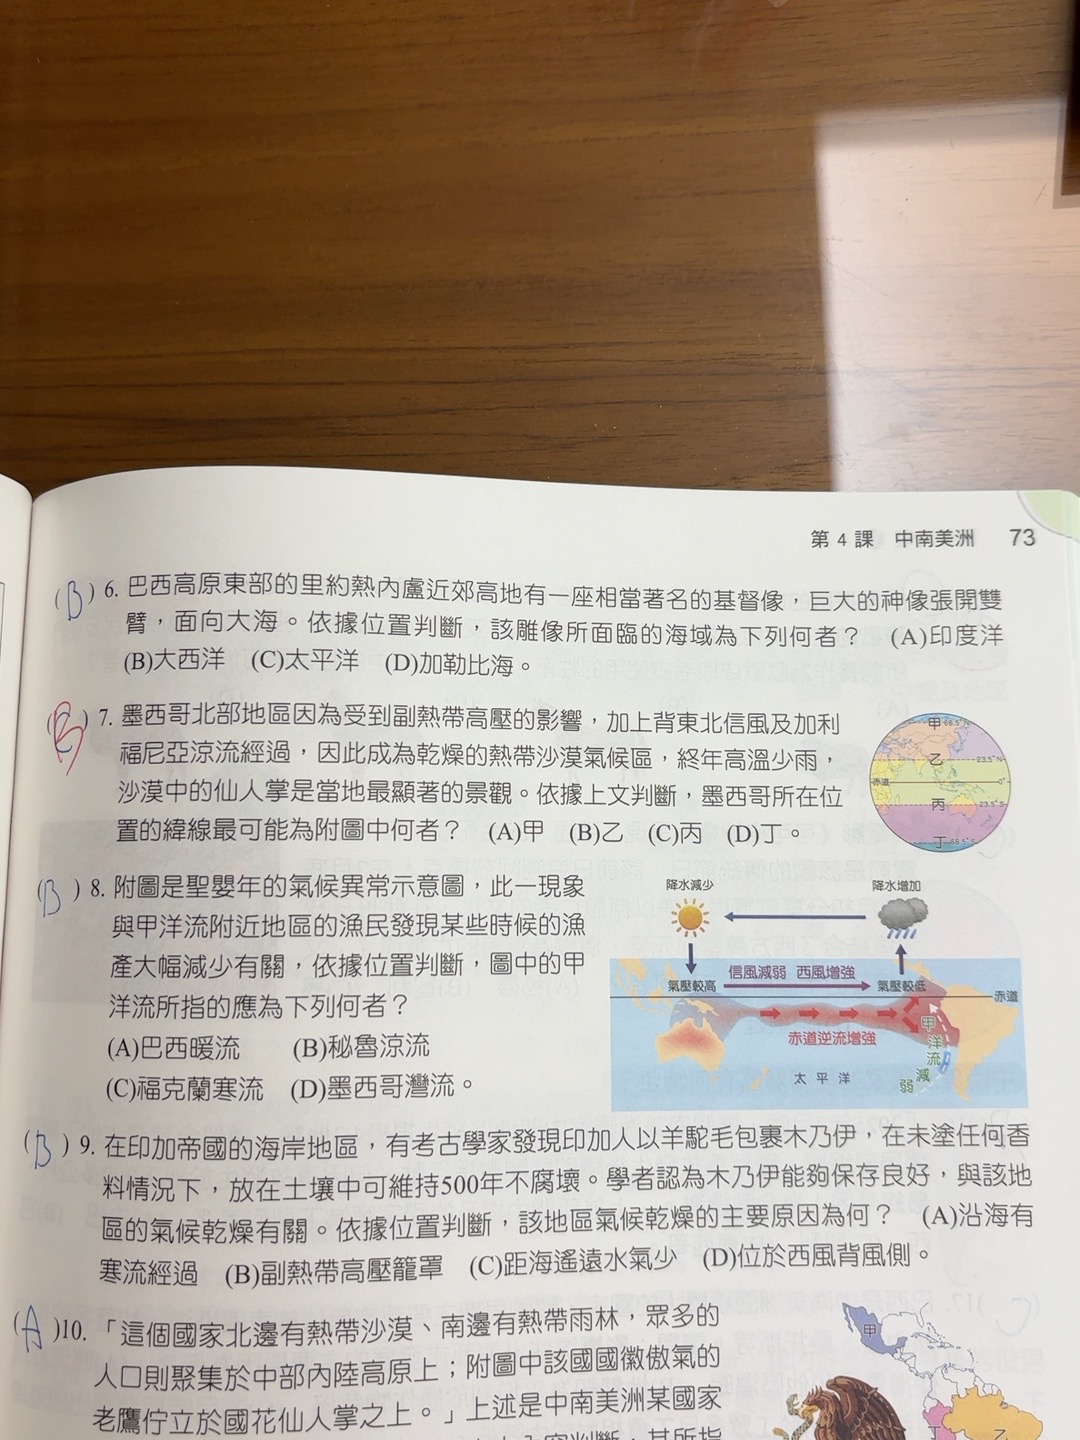 第 4 課 中南美洲 73
(B) 6. 巴西高原東部的里約熱內盧近郊高地有一座相當著名的基督像，巨大的神像張開雙
臂，面向大海。依據位置判斷，該雕像所面臨的海域為下列何者？ (A)印度洋
(B)大西洋 (C)太平洋 (D)加勒比海。
(B) 7. 墨西哥北部地區因為受到副熱帶高壓的影響，加上背東北信風及加利
福尼亞涼流經過，因此成為乾燥的熱帶沙漠氣候區，終年高溫少雨，
沙漠中的仙人掌是當地最顯著的景觀。依據上文判斷，墨西哥所在位
置的緯線最可能為附圖中何者？ (A)甲 (B)乙 (C)丙 (D)丁。
甲 66.5°N
乙 23.5°N
赤道 0°
丙 23.5°S
丁 66.5°S
(B) 8. 附圖是聖嬰年的氣候異常示意圖，此一現象
與甲洋流附近地區的漁民發現某些時候的漁
產大幅減少有關，依據位置判斷，圖中的甲
洋流所指的應為下列何者？
(A)巴西暖流 (B)秘魯涼流
(C)福克蘭寒流 (D)墨西哥灣流。
降水減少 降水增加
信風減弱 西風增強
氣壓較高 氣壓較低
赤道
赤道逆流增強
甲洋流減弱
太平洋
(B) 9. 在印加帝國的海岸地區，有考古學家發現印加人以羊駝毛包裹木乃伊，在未塗任何香
料情況下，放在土壤中可維持500年不腐壞。學者認為木乃伊能夠保存良好，與該地
區的氣候乾燥有關。依據位置判斷，該地區氣候乾燥的主要原因為何？ (A)沿海有
寒流經過 (B)副熱帶高壓籠罩 (C)距海遙遠水氣少 (D)位於西風背風側。
(A)10. 「這個國家北邊有熱帶沙漠、南邊有熱帶雨林，眾多的
人口則聚集於中部內陸高原上；附圖中該國國徽傲氣的
老鷹佇立於國花仙人掌之上。」上述是中南美洲某國家
甲
丁 乙